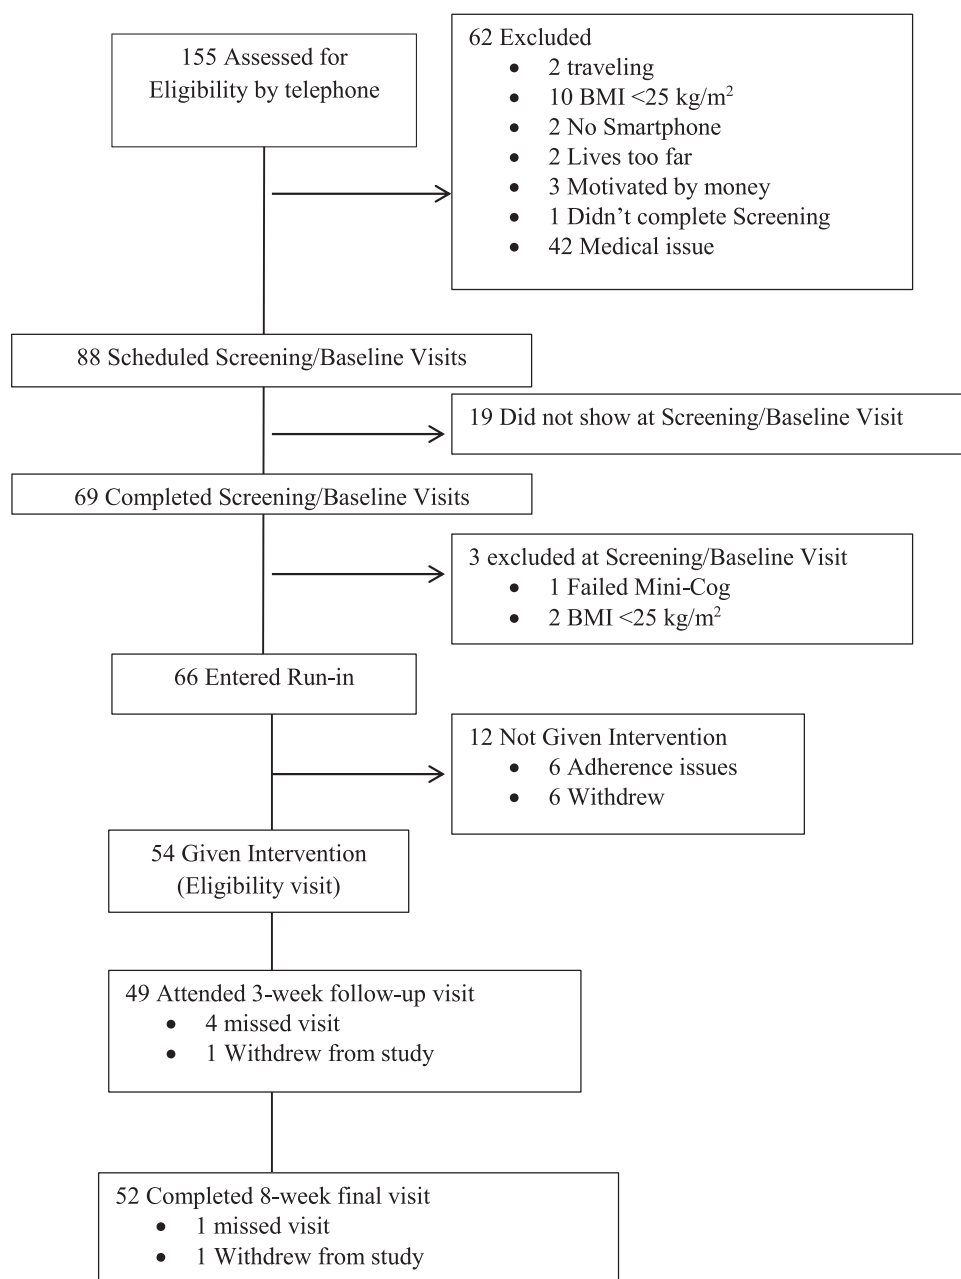 155 Assessed for
Eligibility by telephone
62 Excluded
• 2 traveling
• 10 BMI <25 kg/m²
• 2 No Smartphone
• 2 Lives too far
• 3 Motivated by money
• 1 Didn’t complete Screening
• 42 Medical issue
88 Scheduled Screening/Baseline Visits
19 Did not show at Screening/Baseline Visit
69 Completed Screening/Baseline Visits
3 excluded at Screening/Baseline Visit
• 1 Failed Mini-Cog
• 2 BMI <25 kg/m²
66 Entered Run-in
12 Not Given Intervention
• 6 Adherence issues
• 6 Withdrew
54 Given Intervention
(Eligibility visit)
49 Attended 3-week follow-up visit
• 4 missed visit
• 1 Withdrew from study
52 Completed 8-week final visit
• 1 missed visit
• 1 Withdrew from study